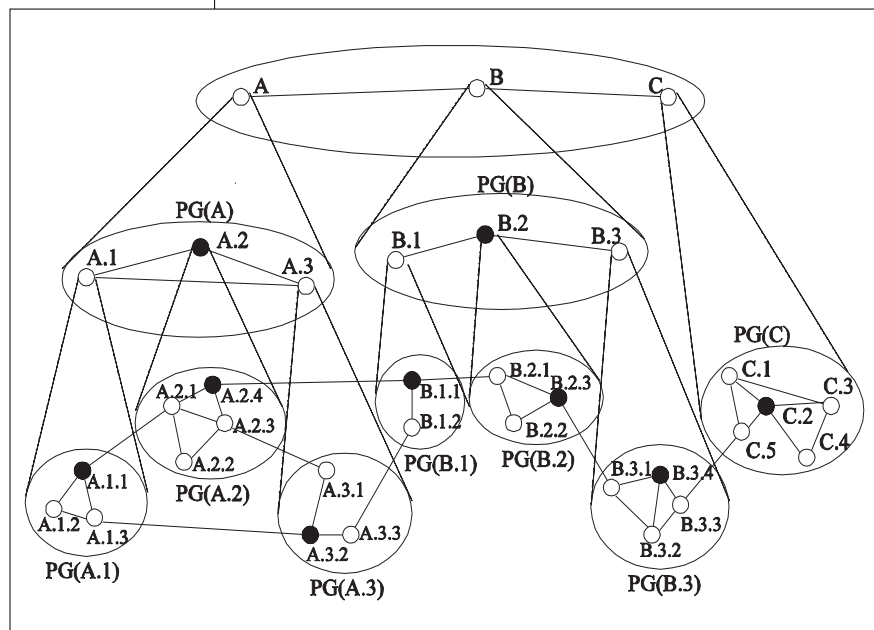 A
B
C
PG(A)
A.1
A.2
A.3
PG(B)
B.1
B.2
B.3
PG(C)
C.1
C.2
C.3
C.4
C.5
A.2.1
A.2.4
A.2.3
A.2.2
PG(A.2)
B.1.1
B.1.2
PG(B.1)
B.2.1
B.2.3
B.2.2
PG(B.2)
A.1.1
A.1.2
A.1.3
PG(A.1)
A.3.1
A.3.2
A.3.3
PG(A.3)
B.3.1
B.3.4
B.3.3
B.3.2
PG(B.3)